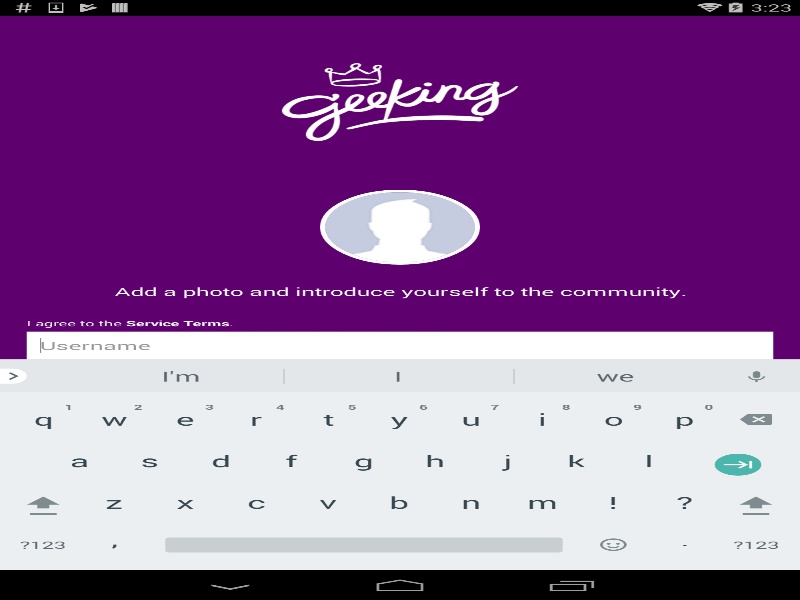 # 3:23
geeking
Add a photo and introduce yourself to the community.
I agree to the Service Terms.
Username
> I'm I we
q 1 w 2 e 3 r 4 t 5 y 6 u 7 i 8 o 9 p 0
a s d f g h j k l
z x c v b n m ! ?
?123 , . ?123